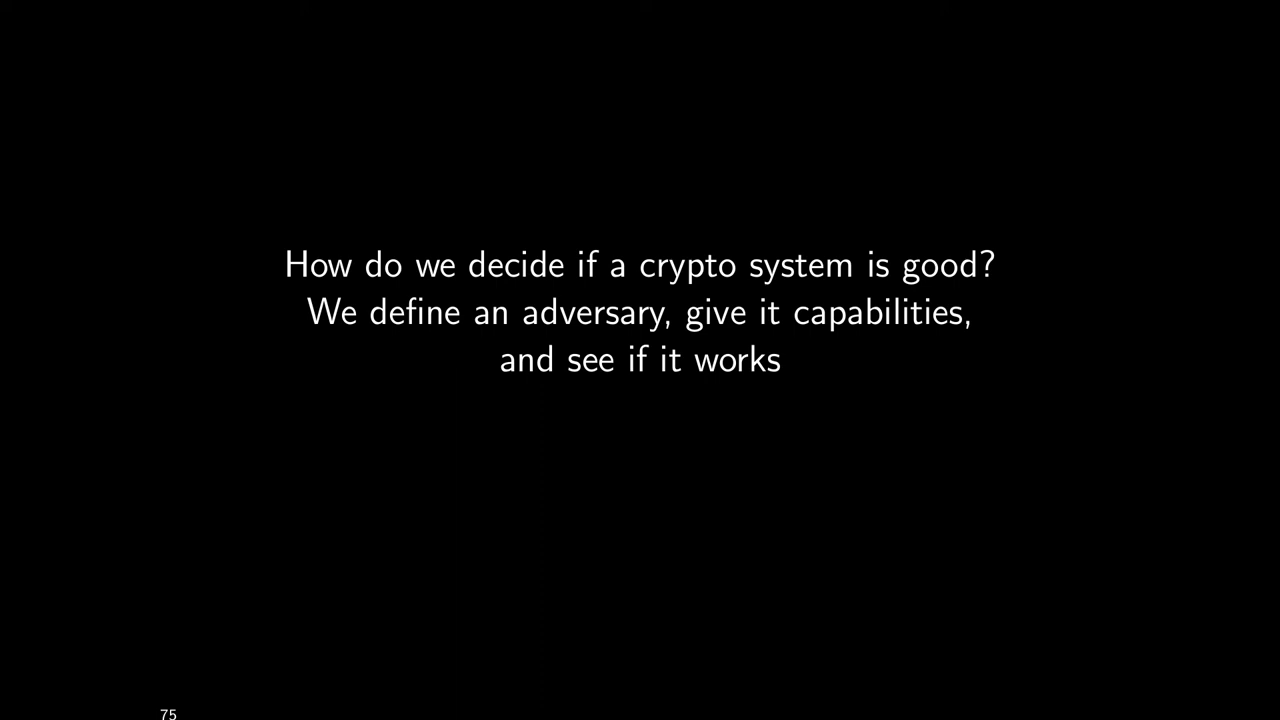 How do we decide if a crypto system is good?
We define an adversary, give it capabilities,
and see if it works
75